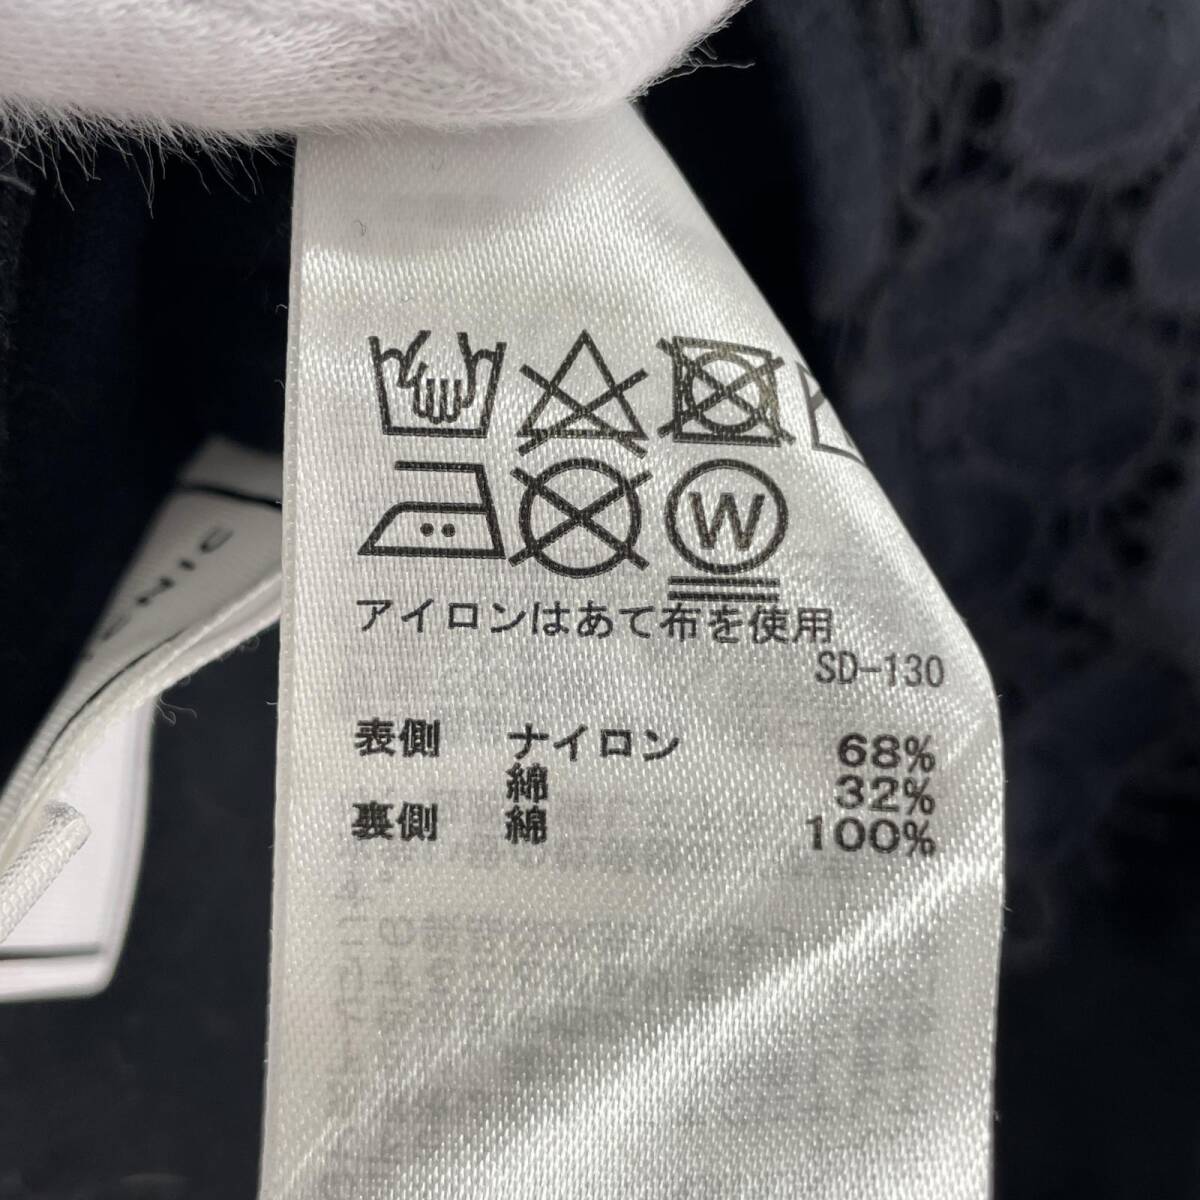 W
アイロンはあて布を使用
SD-130
表側 ナイロン 68%
綿 32%
裏側 綿 100%
NIC